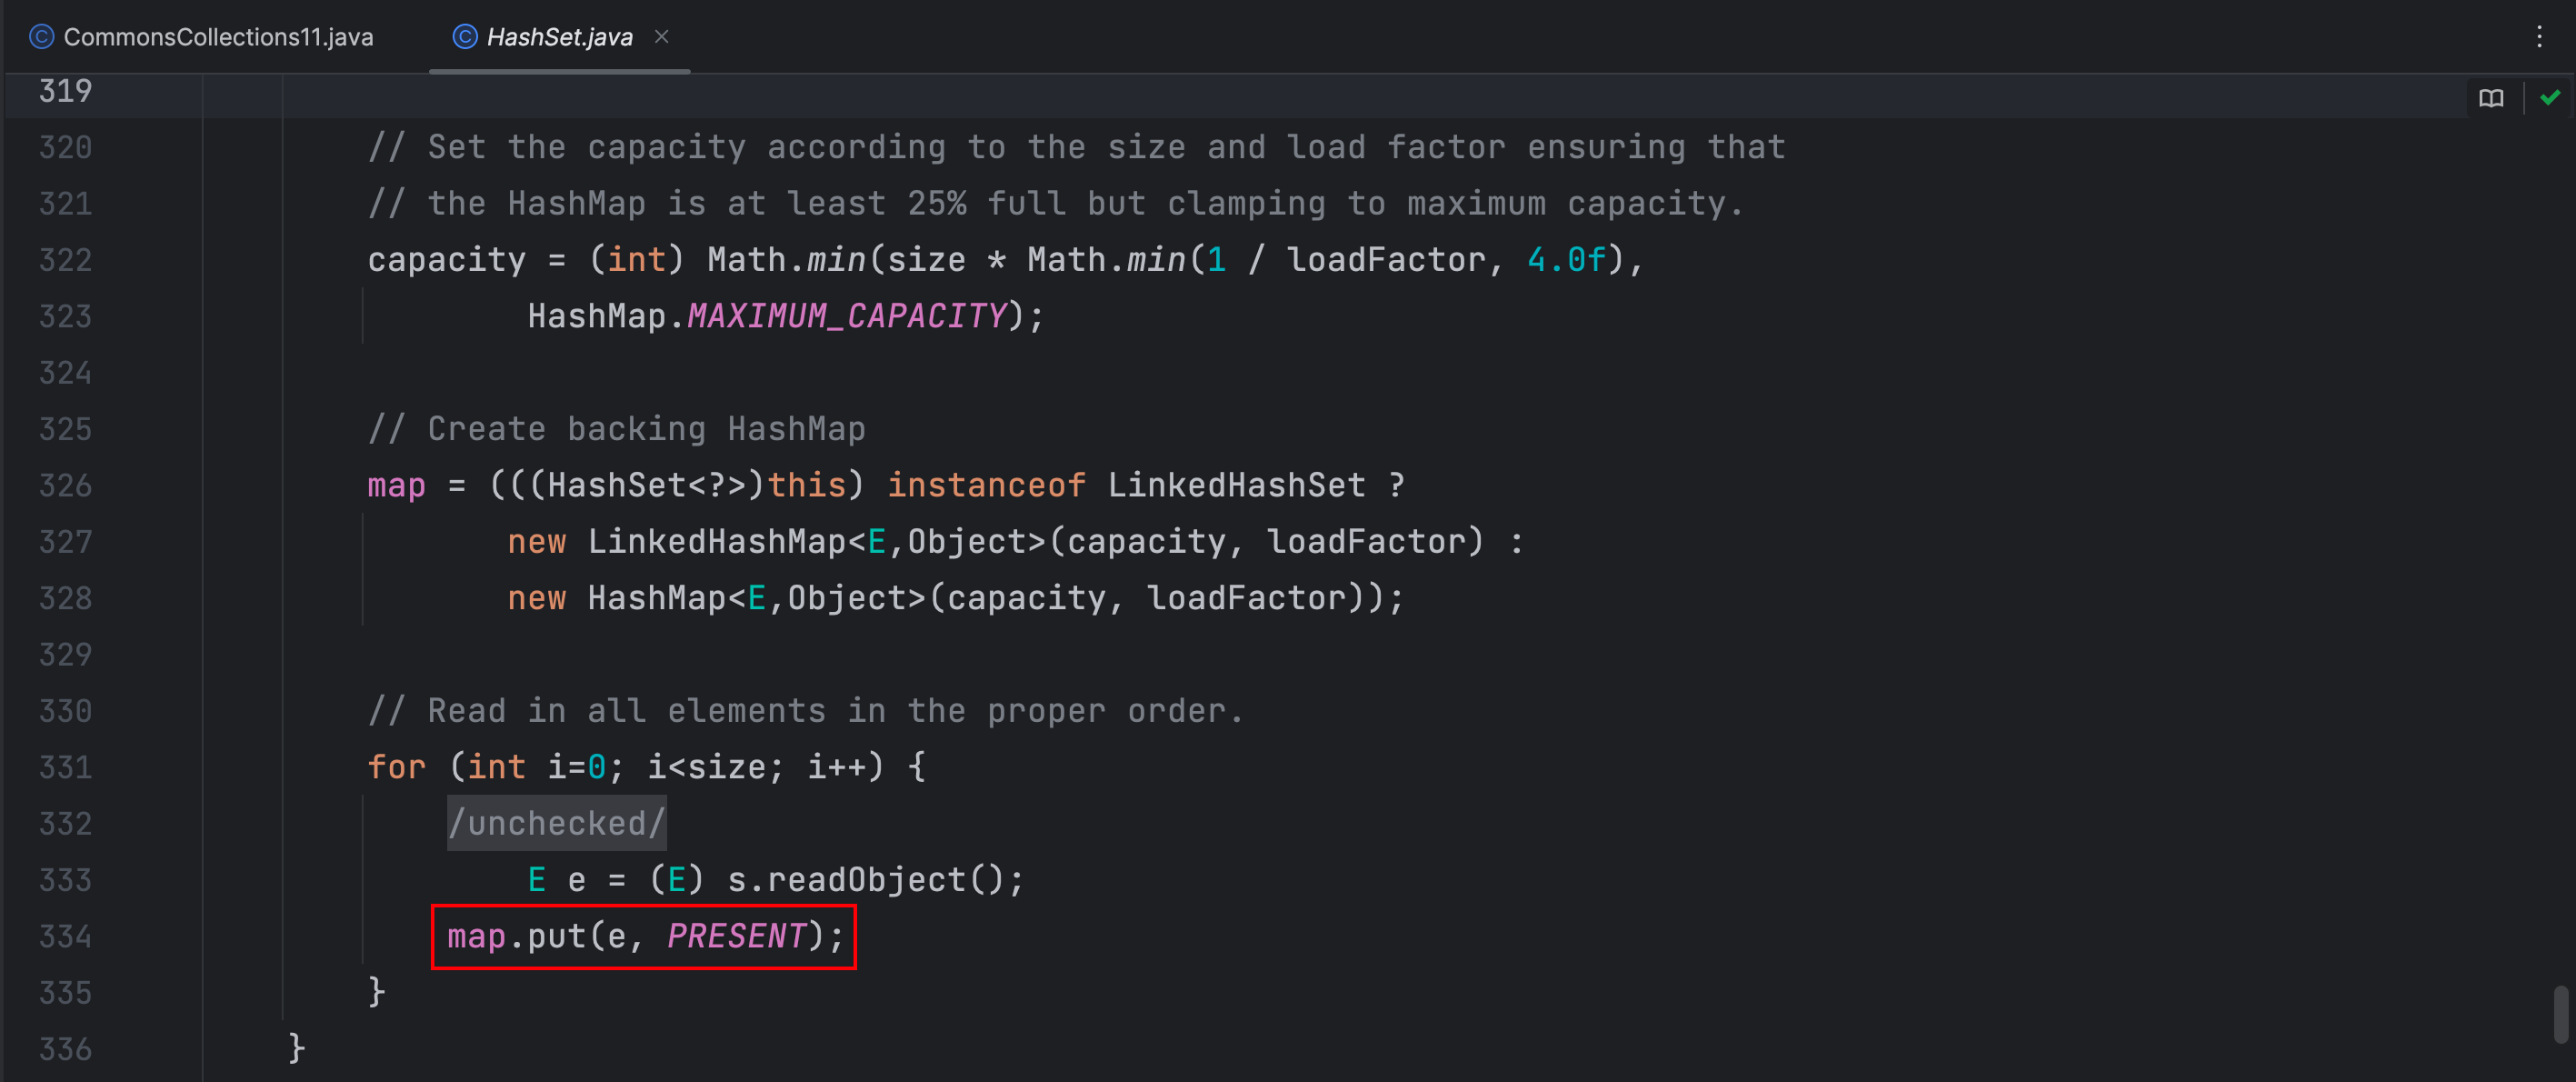 CommonsCollections11.java HashSet.java
319
320 // Set the capacity according to the size and load factor ensuring that
321 // the HashMap is at least 25% full but clamping to maximum capacity.
322 capacity = (int) Math.min(size * Math.min(1 / loadFactor, 4.0f),
323 HashMap.MAXIMUM_CAPACITY);
324
325 // Create backing HashMap
326 map = (((HashSet<?>)this) instanceof LinkedHashSet ?
327 new LinkedHashMap<E,Object>(capacity, loadFactor) :
328 new HashMap<E,Object>(capacity, loadFactor));
329
330 // Read in all elements in the proper order.
331 for (int i=0; i<size; i++) {
332 /unchecked/
333 E e = (E) s.readObject();
334 map.put(e, PRESENT);
335 }
336 }